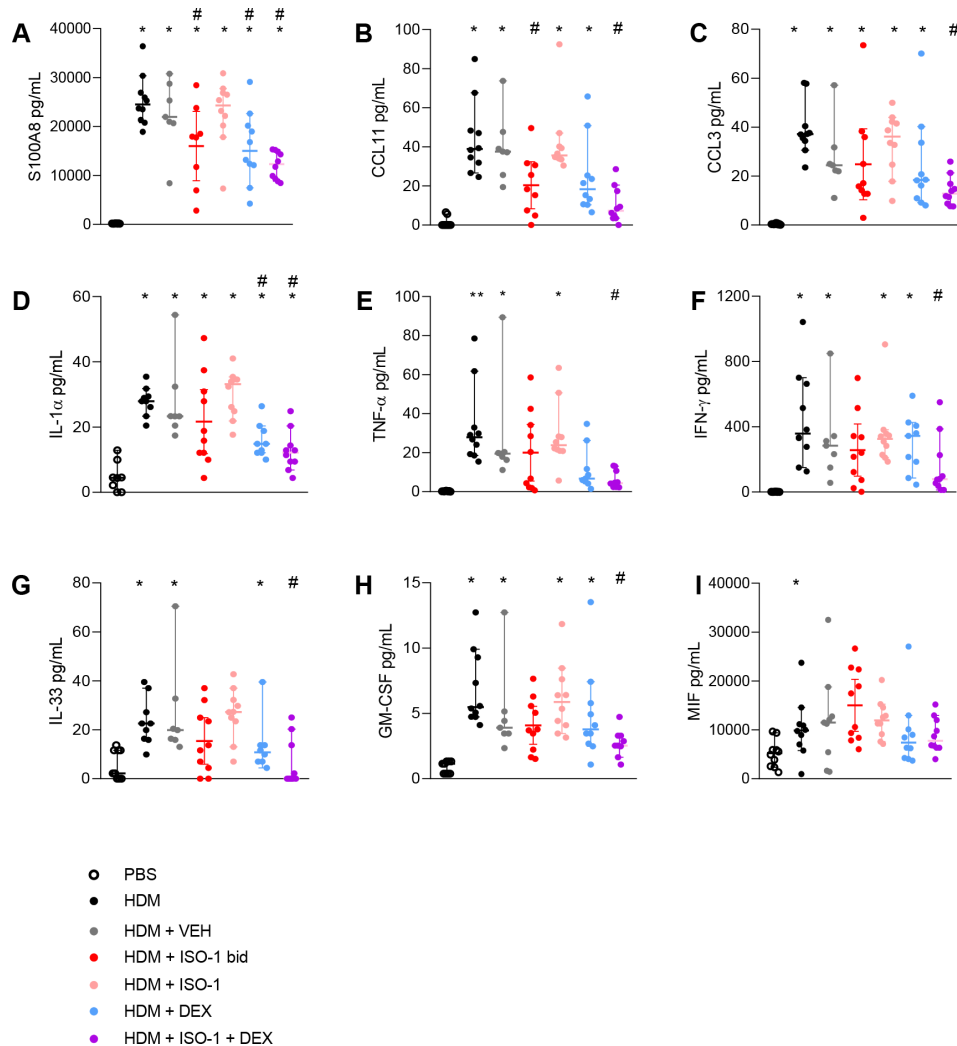 A
# # #
* * * * * *
S100A8 pg/mL
40000
30000
20000
10000
0
B
* * # * * #
CCL11 pg/mL
100
80
60
40
20
0
C
* * * * * #
CCL3 pg/mL
80
60
40
20
0
D
# #
* * * * * *
IL-1α pg/mL
60
40
20
0
E
** * * #
TNF-α pg/mL
100
80
60
40
20
0
F
* * * * #
IFN-γ pg/mL
1200
800
400
0
G
* * * #
IL-33 pg/mL
80
60
40
20
0
H
* * * * #
GM-CSF pg/mL
15
10
5
0
I
*
MIF pg/mL
40000
30000
20000
10000
0
PBS
HDM
HDM + VEH
HDM + ISO-1 bid
HDM + ISO-1
HDM + DEX
HDM + ISO-1 + DEX